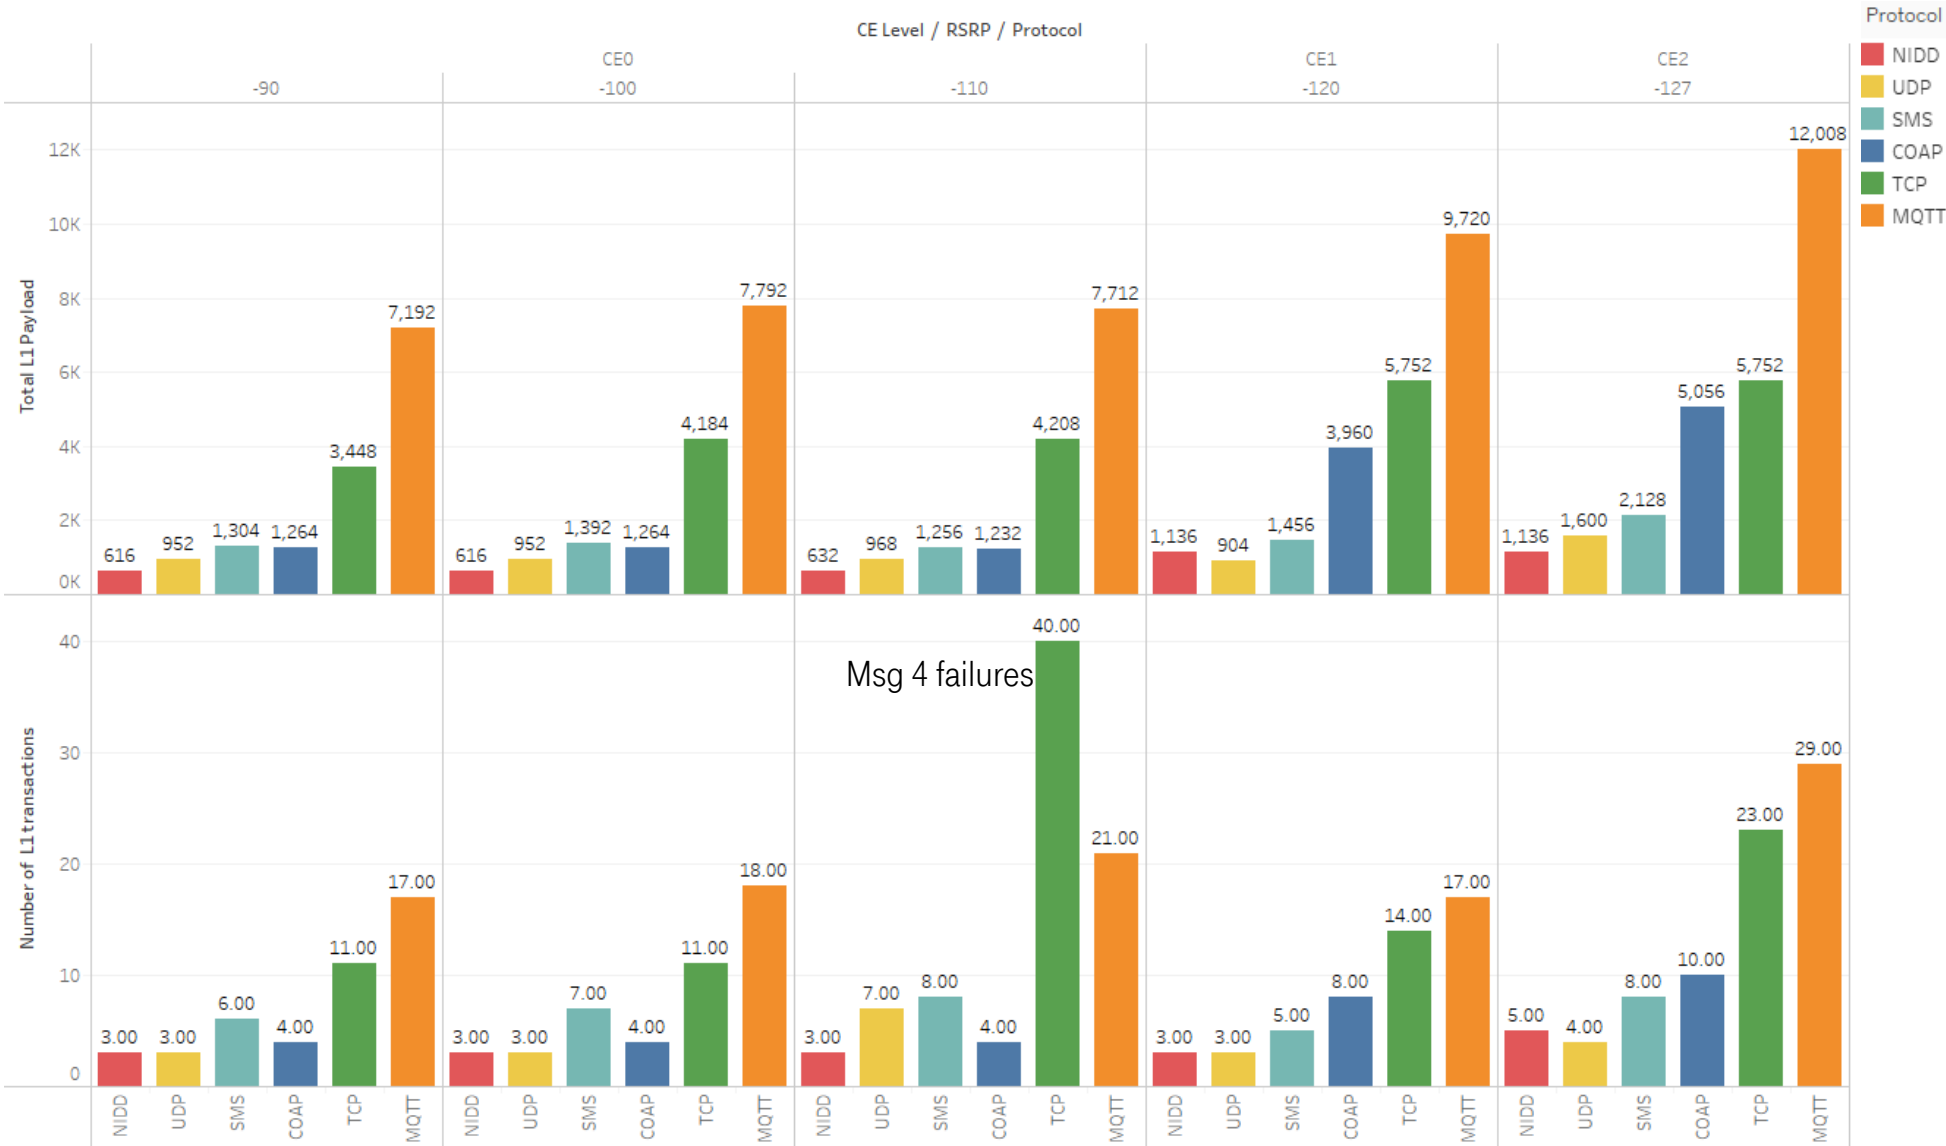 CE Level / RSRP / Protocol
CE0 CE1 CE2
-90 -100 -110 -120 -127
Protocol
NIDD
UDP
SMS
COAP
TCP
MQTT
Total L1 Payload
12K
10K
8K
6K
4K
2K
0K
616 952 1,304 1,264 3,448 7,192
616 952 1,392 1,264 4,184 7,792
632 968 1,256 1,232 4,208 7,712
1,136 904 1,456 3,960 5,752 9,720
1,136 1,600 2,128 5,056 5,752 12,008
Number of L1 transactions
40
30
20
10
0
3.00 3.00 6.00 4.00 11.00 17.00
3.00 3.00 7.00 4.00 11.00 18.00
Msg 4 failures
3.00 7.00 8.00 4.00 40.00 21.00
3.00 3.00 5.00 8.00 14.00 17.00
5.00 4.00 8.00 10.00 23.00 29.00
NIDD UDP SMS COAP TCP MQTT
NIDD UDP SMS COAP TCP MQTT
NIDD UDP SMS COAP TCP MQTT
NIDD UDP SMS COAP TCP MQTT
NIDD UDP SMS COAP TCP MQTT